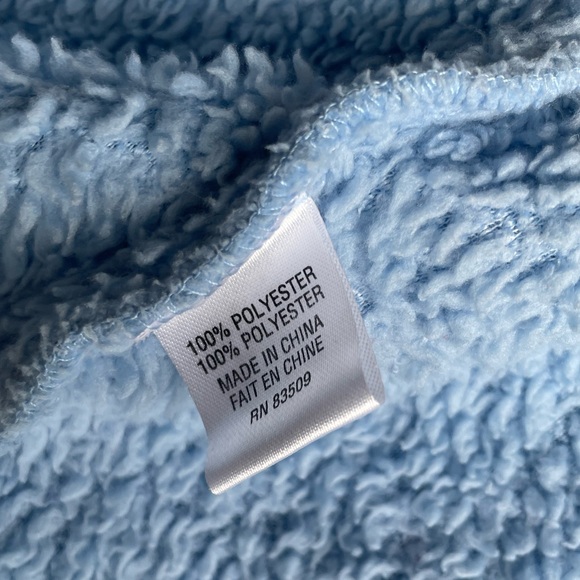 100% POLYESTER
100% POLYESTER
MADE IN CHINA
FAIT EN CHINE
RN 83509